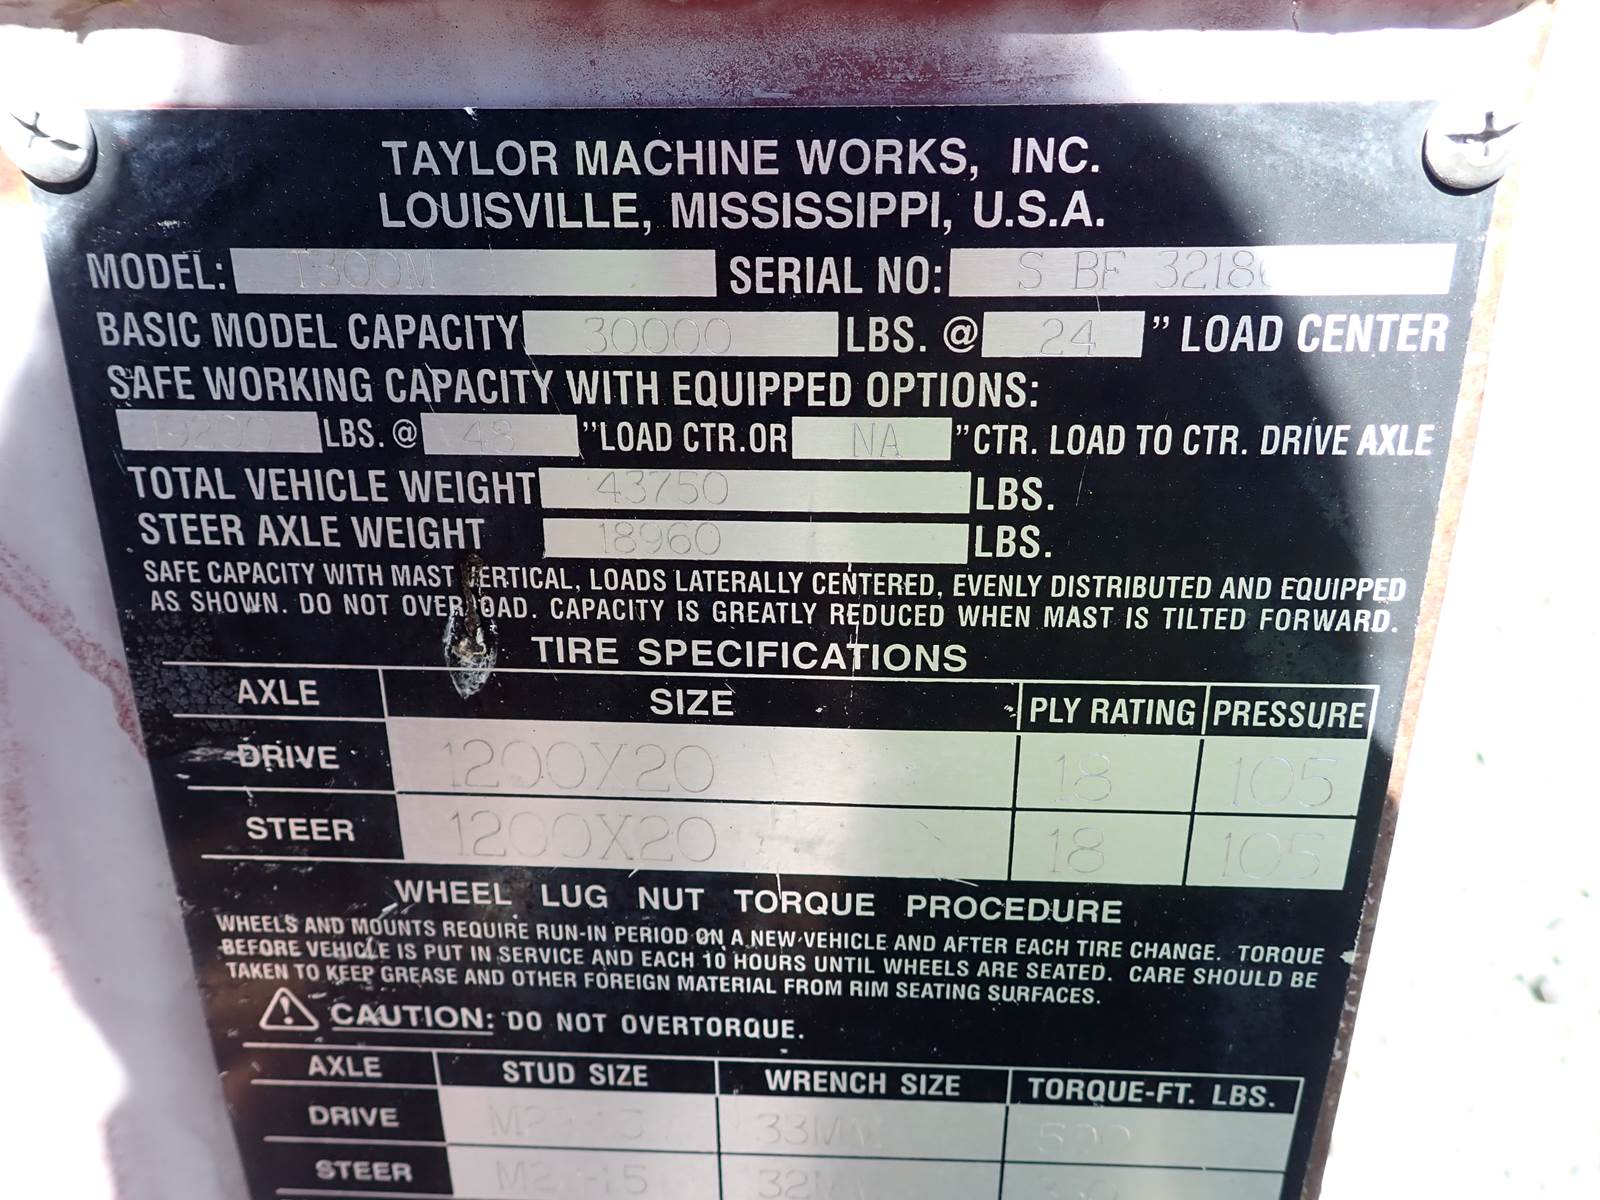 TAYLOR MACHINE WORKS, INC.
LOUISVILLE, MISSISSIPPI, U.S.A.
MODEL: T300M SERIAL NO: S BF
BASIC MODEL CAPACITY 30000 LBS. @ 24 " LOAD CENTER
SAFE WORKING CAPACITY WITH EQUIPPED OPTIONS:
LBS. @ 48 "LOAD CTR. OR NA "CTR. LOAD TO CTR. DRIVE AXLE
TOTAL VEHICLE WEIGHT 43750 LBS.
STEER AXLE WEIGHT 18960 LBS.
SAFE CAPACITY WITH MAST VERTICAL, LOADS LATERALLY CENTERED, EVENLY DISTRIBUTED AND EQUIPPED
AS SHOWN. DO NOT OVERLOAD. CAPACITY IS GREATLY REDUCED WHEN MAST IS TILTED FORWARD.
TIRE SPECIFICATIONS
AXLE SIZE PLY RATING PRESSURE
DRIVE 1200X20 18 105
STEER 1200X20 18 105
WHEEL LUG NUT TORQUE PROCEDURE
WHEELS AND MOUNTS REQUIRE RUN-IN PERIOD ON A NEW VEHICLE AND AFTER EACH TIRE CHANGE. TORQUE
BEFORE VEHICLE IS PUT IN SERVICE AND EACH 10 HOURS UNTIL WHEELS ARE SEATED. CARE SHOULD BE
TAKEN TO KEEP GREASE AND OTHER FOREIGN MATERIAL FROM RIM SEATING SURFACES.
CAUTION: DO NOT OVERTORQUE.
AXLE STUD SIZE WRENCH SIZE TORQUE-FT. LBS.
DRIVE 33MM
STEER 32MM